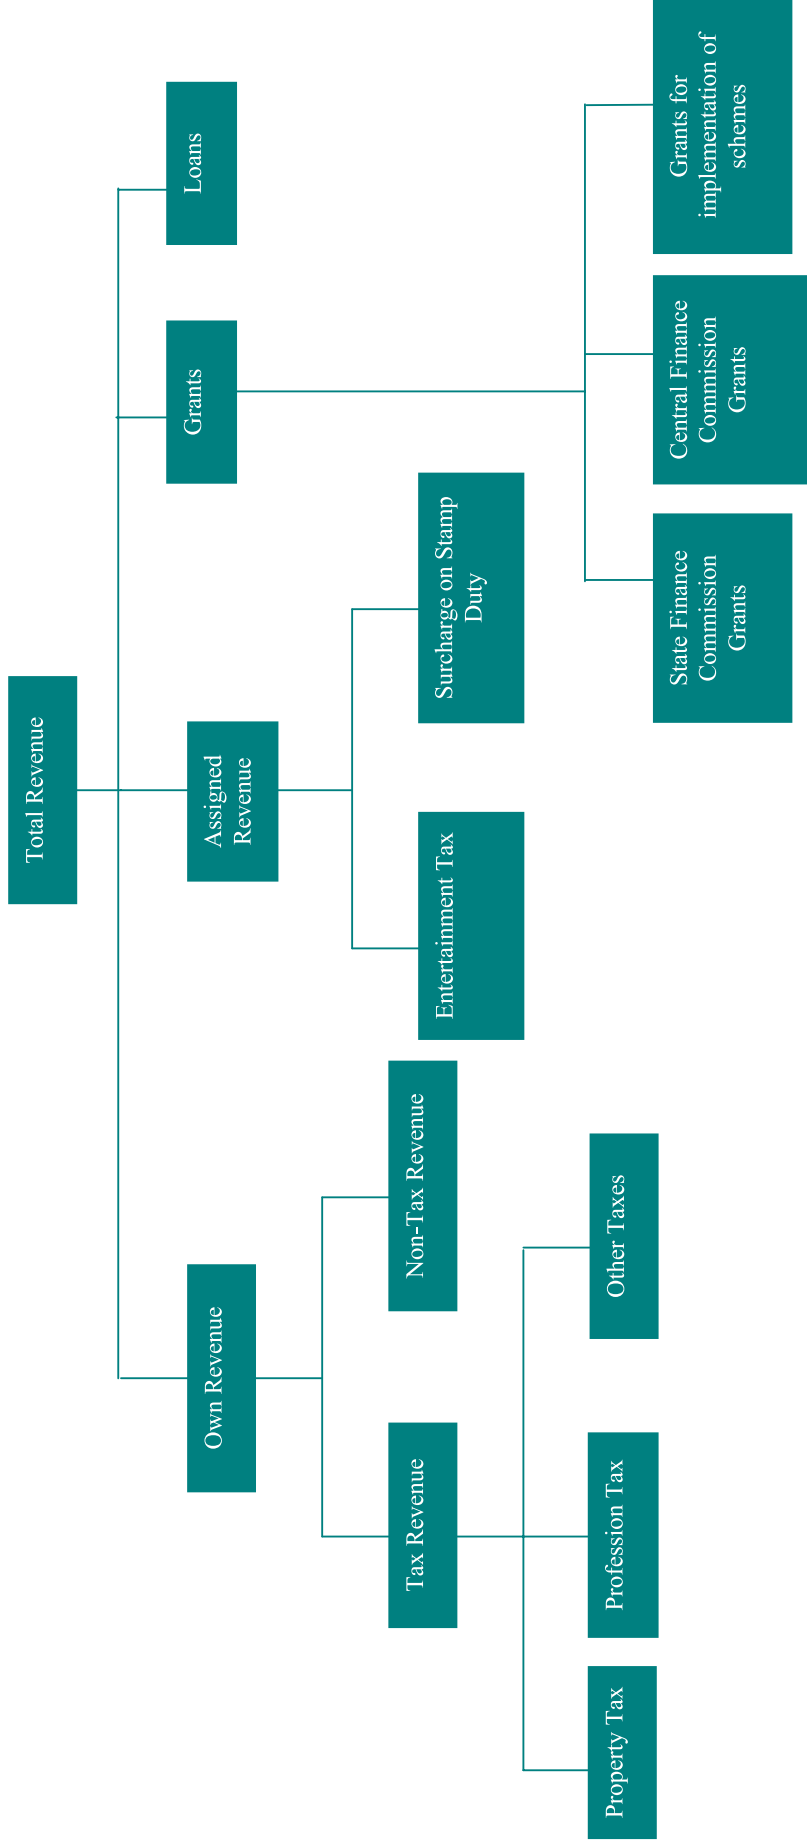 Total Revenue
Own Revenue
Assigned
Revenue
Grants
Loans
Tax Revenue
Non-Tax Revenue
Entertainment Tax
Surcharge on Stamp
Duty
Property Tax
Profession Tax
Other Taxes
State Finance
Commission
Grants
Central Finance
Commission
Grants
Grants for
implementation of
schemes